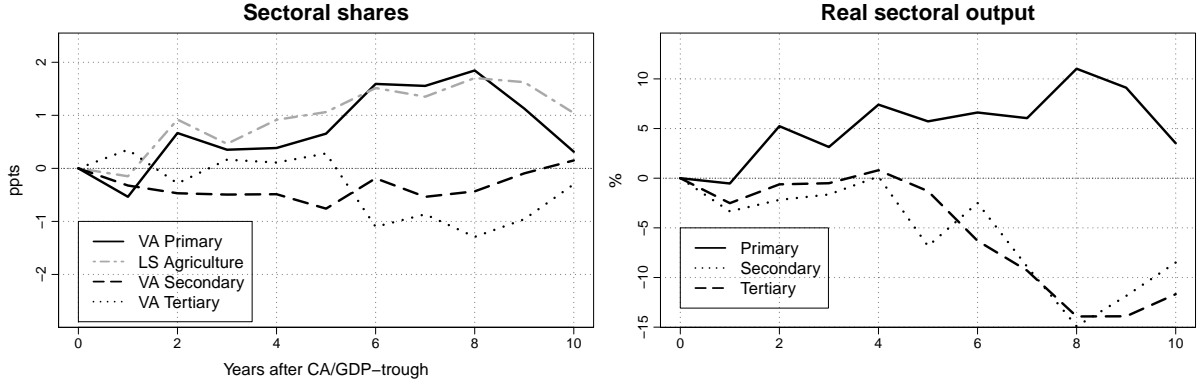 Sectoral shares
ppts
2
1
0
−1
−2
VA Primary
LS Agriculture
VA Secondary
VA Tertiary
0 2 4 6 8 10
Years after CA/GDP−trough
Real sectoral output
%
10
5
0
−5
−10
−15
Primary
Secondary
Tertiary
0 2 4 6 8 10